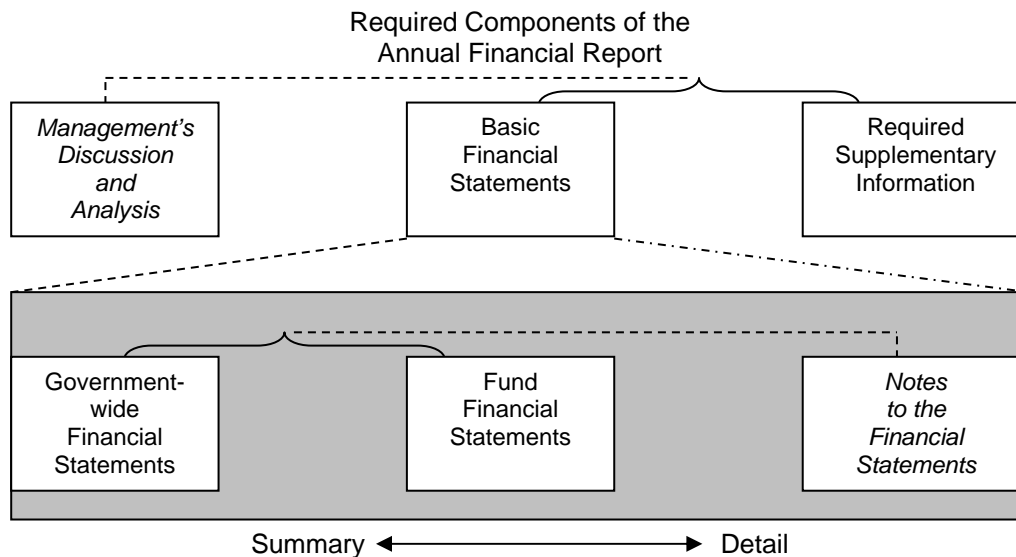 Required Components of the
Annual Financial Report
Management's
Discussion
and
Analysis
Basic
Financial
Statements
Required
Supplementary
Information
Government-
wide
Financial
Statements
Fund
Financial
Statements
Notes
to the
Financial
Statements
Summary
Detail